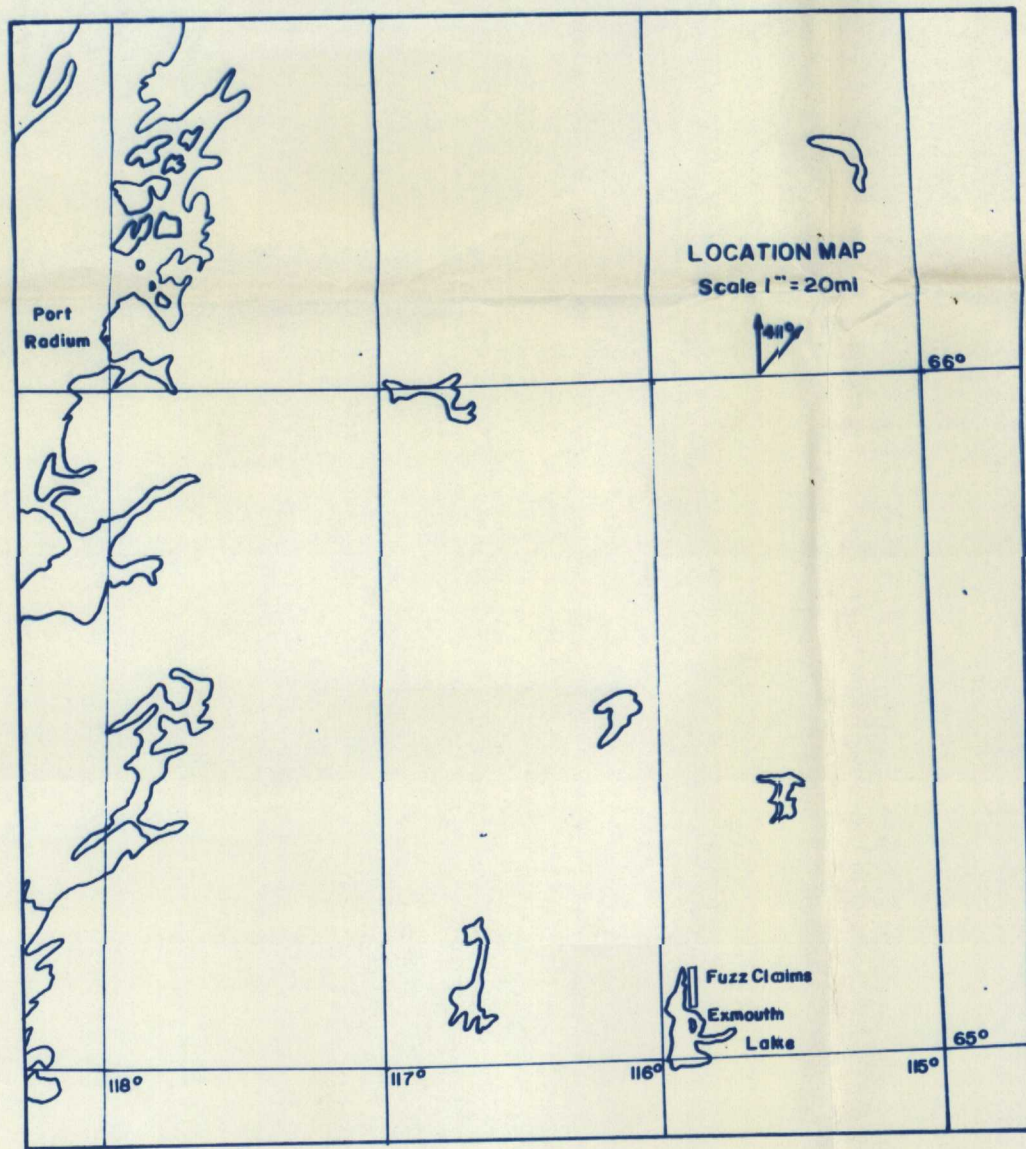 LOCATION MAP
Scale 1" = 20mi
Port
Radium
66°
Fuzz Claims
Exmouth
Lake
65°
118°
117°
116°
115°